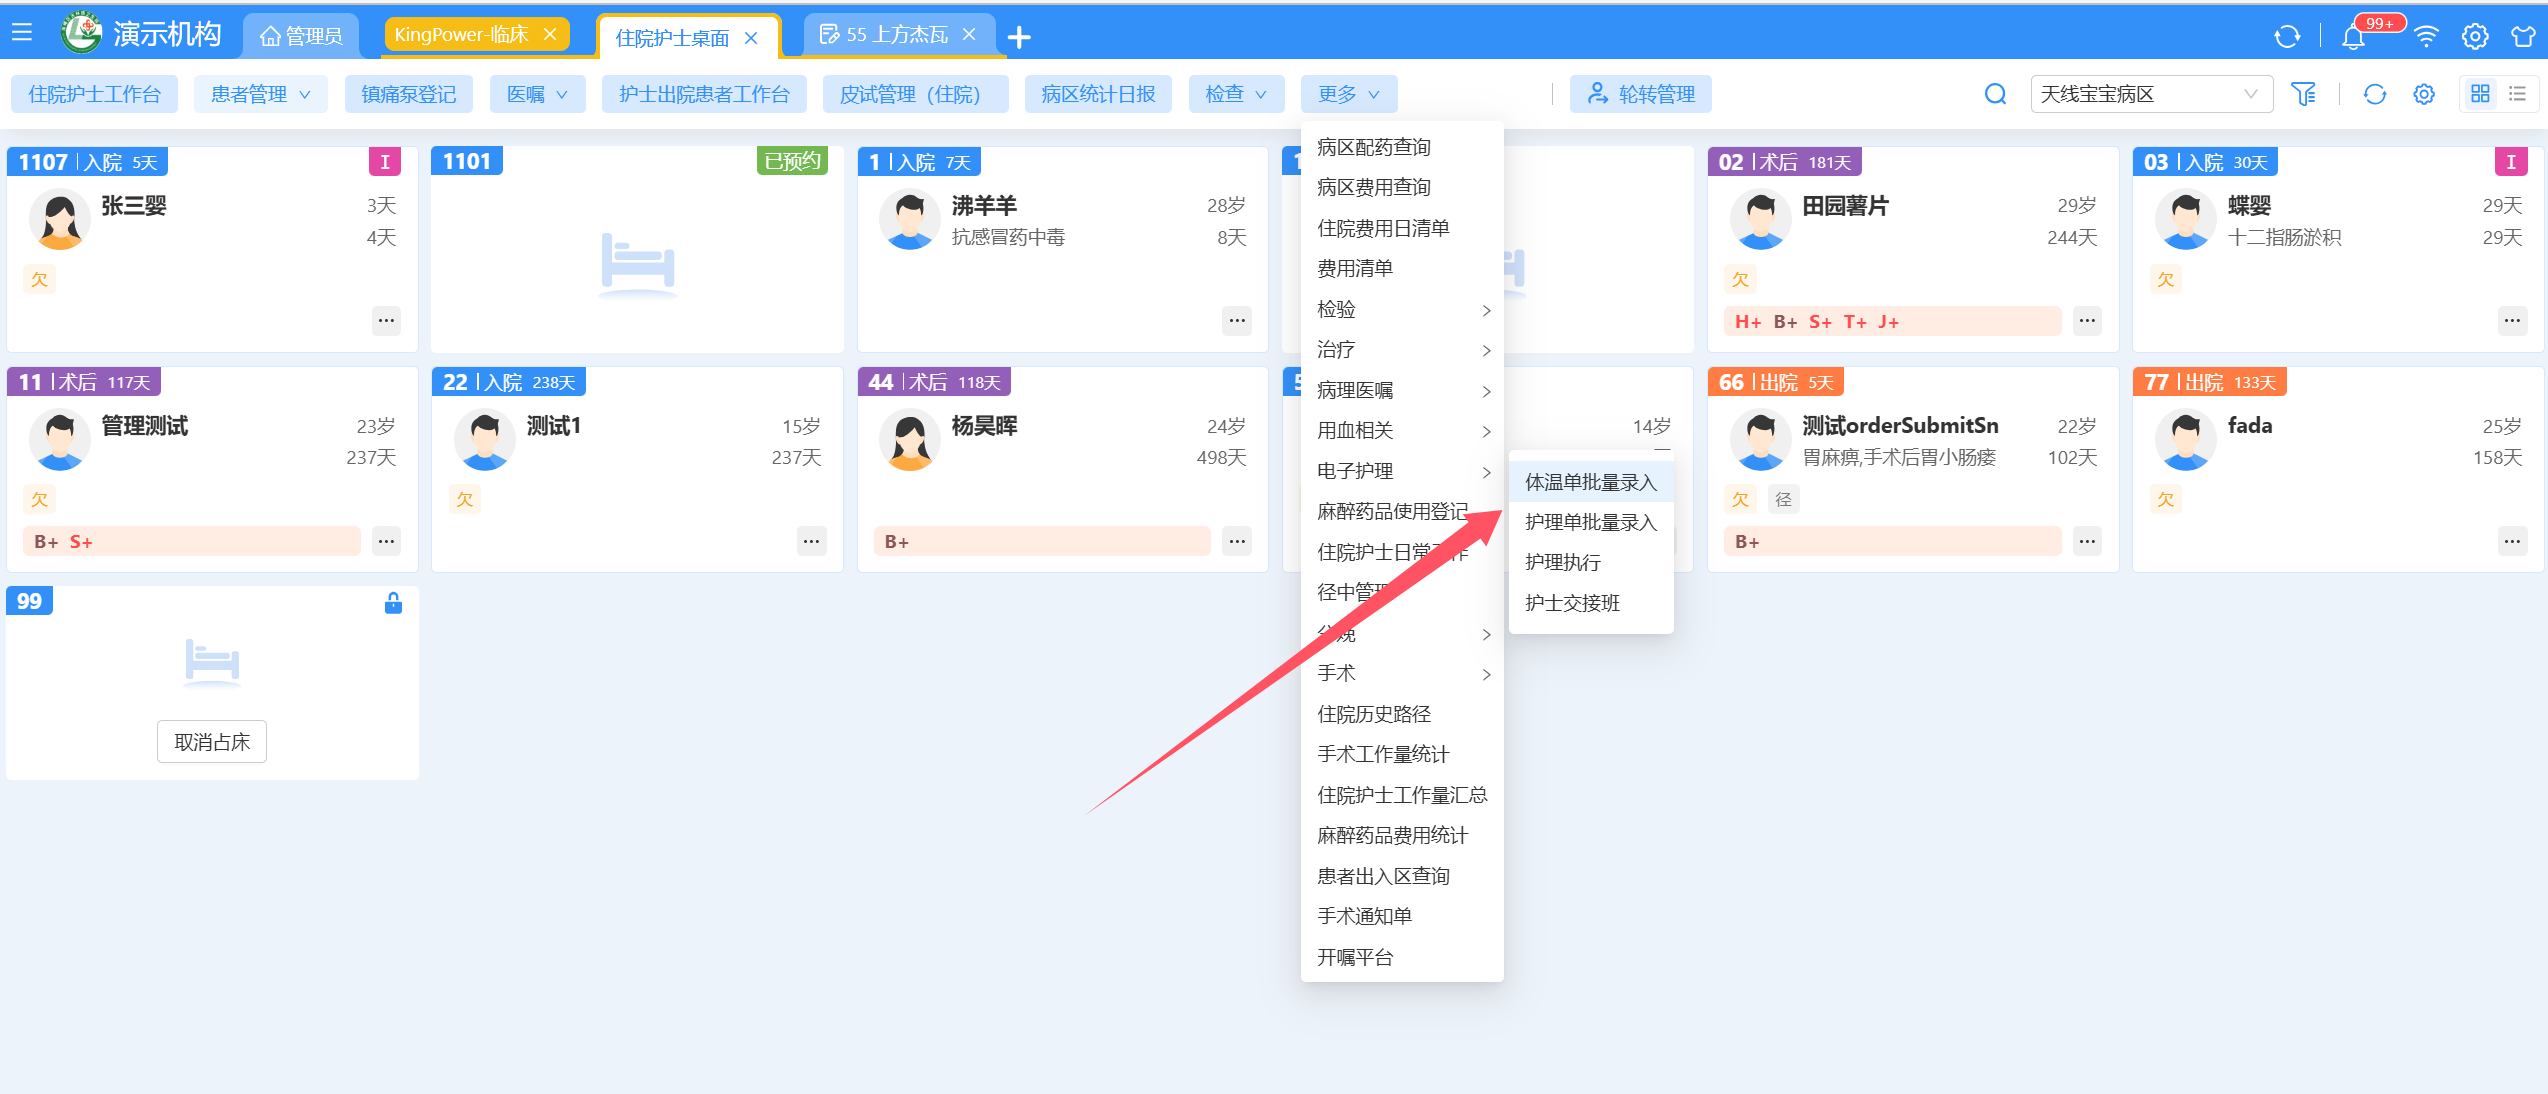 演示机构
管理员
KingPower-临床
住院护士桌面
55 上方杰瓦
99+
住院护士工作台
患者管理
镇痛泵登记
医嘱
护士出院患者工作台
皮试管理（住院）
病区统计日报
检查
更多
轮转管理
天线宝宝病区
1107 入院 5天
I
张三婴
3天
4天
欠
1101
已预约
1 入院 7天
沸羊羊
28岁
抗感冒药中毒
8天
02 术后 181天
田园薯片
29岁
244天
欠
H+ B+ S+ T+ J+
03 入院 30天
I
蝶婴
29天
十二指肠淤积
29天
欠
11 术后 117天
管理测试
23岁
237天
欠
B+ S+
22 入院 238天
测试1
15岁
237天
欠
44 术后 118天
杨昊晖
24岁
498天
B+
14岁
66 出院 5天
测试orderSubmitSn
22岁
胃麻痹,手术后胃小肠瘘
102天
欠 径
B+
77 出院 133天
fada
25岁
158天
欠
99
取消占床
病区配药查询
病区费用查询
住院费用日清单
费用清单
检验
治疗
病理医嘱
用血相关
电子护理
麻醉药品使用登记
住院护士日常工作
径中管理
分娩
手术
住院历史路径
手术工作量统计
住院护士工作量汇总
麻醉药品费用统计
患者出入区查询
手术通知单
开嘱平台
体温单批量录入
护理单批量录入
护理执行
护士交接班